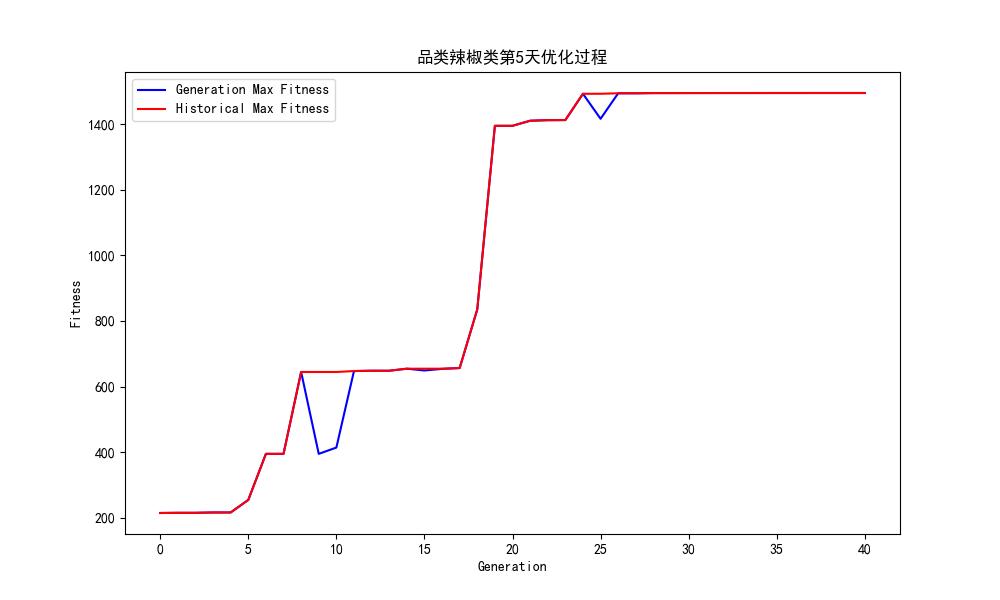 品类辣椒类第5天优化过程
Generation Max Fitness
Historical Max Fitness
Fitness
1400
1200
1000
800
600
400
200
0 5 10 15 20 25 30 35 40
Generation